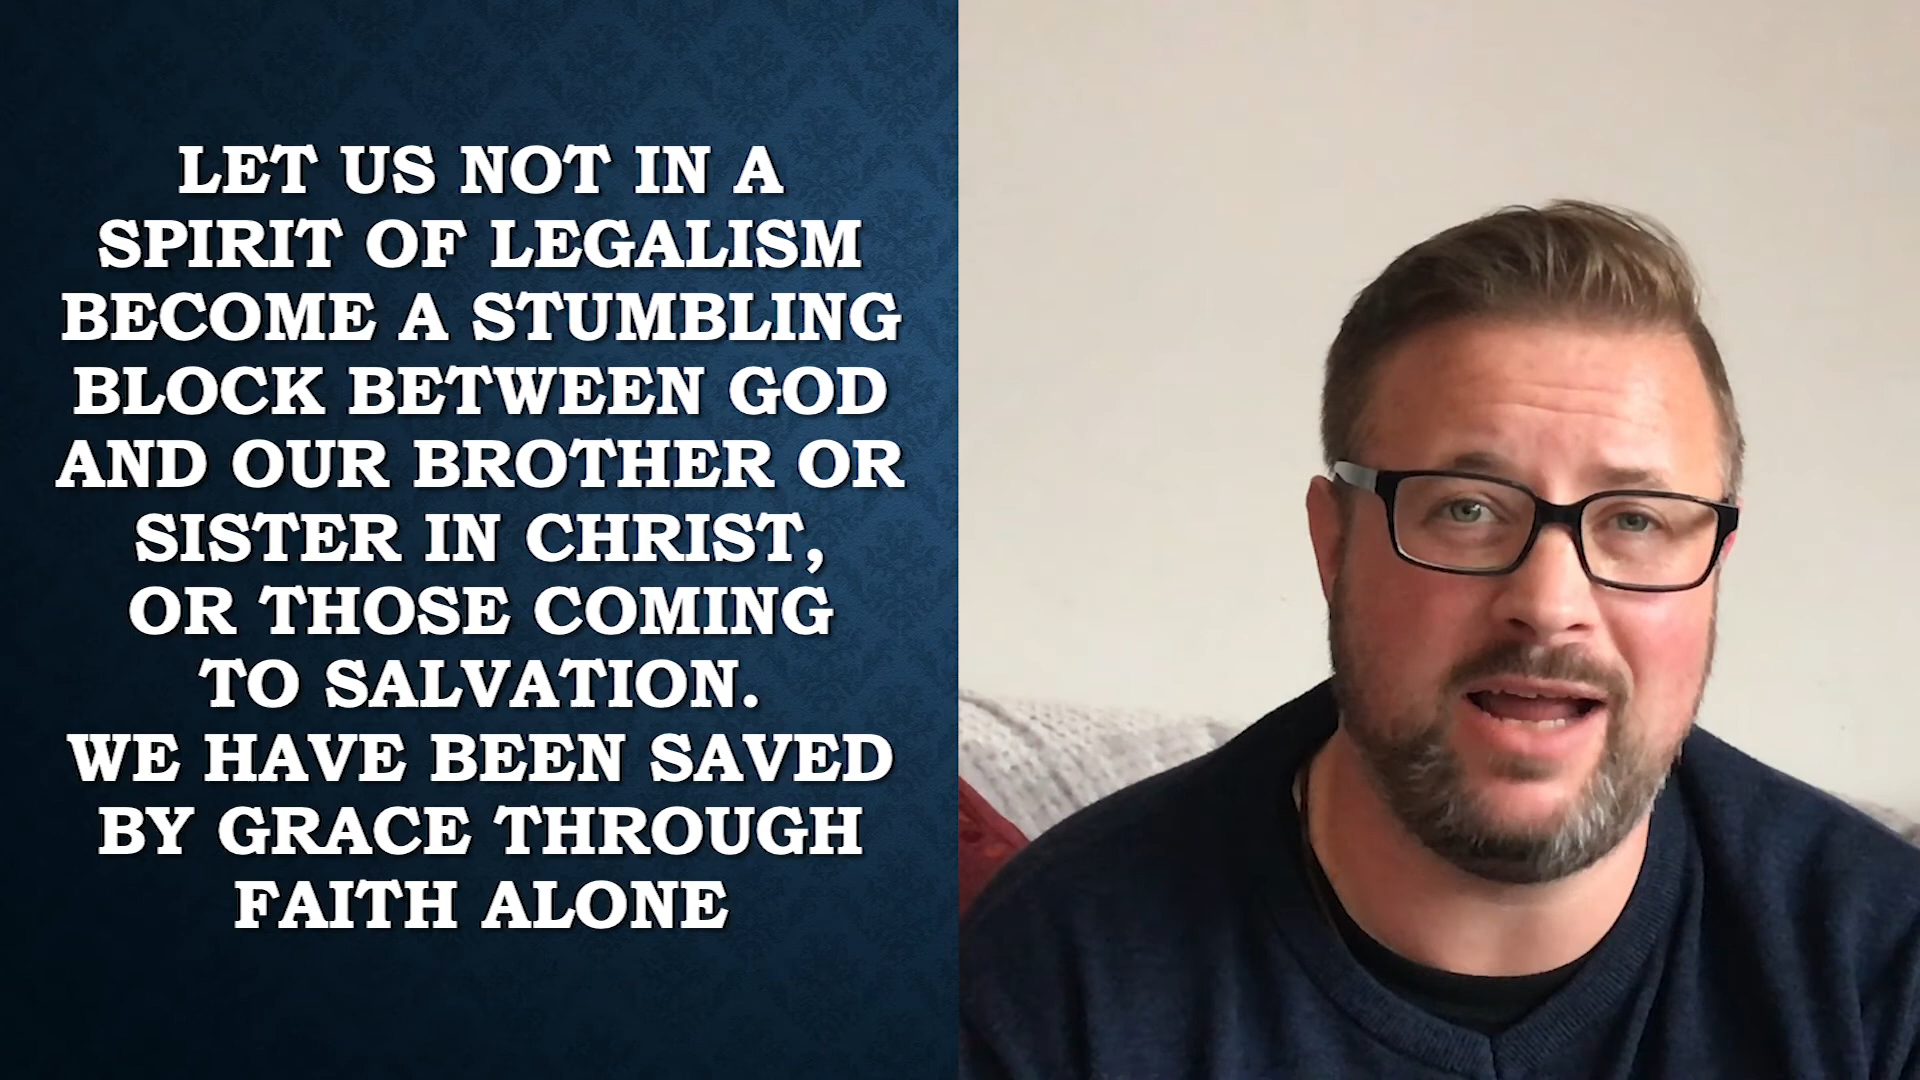 LET US NOT IN A
SPIRIT OF LEGALISM
BECOME A STUMBLING
BLOCK BETWEEN GOD
AND OUR BROTHER OR
SISTER IN CHRIST,
OR THOSE COMING
TO SALVATION.
WE HAVE BEEN SAVED
BY GRACE THROUGH
FAITH ALONE